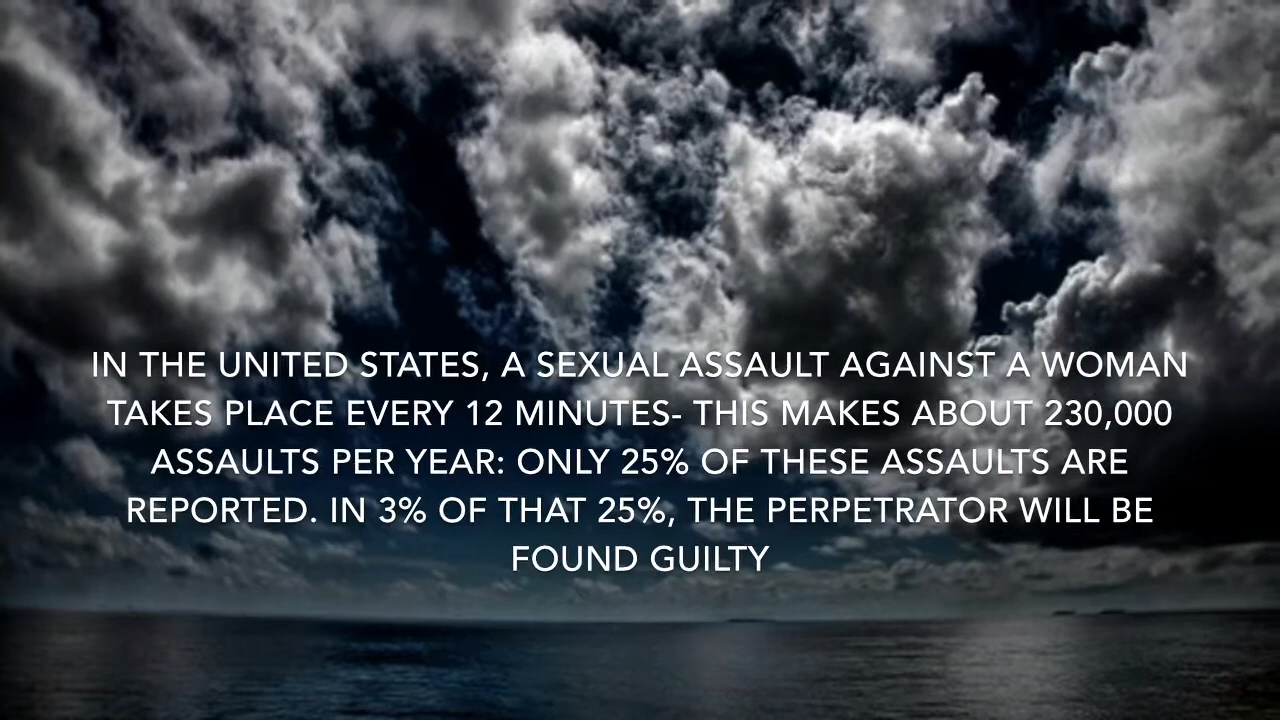 IN THE UNITED STATES, A SEXUAL ASSAULT AGAINST A WOMAN
TAKES PLACE EVERY 12 MINUTES- THIS MAKES ABOUT 230,000
ASSAULTS PER YEAR: ONLY 25% OF THESE ASSAULTS ARE
REPORTED. IN 3% OF THAT 25%, THE PERPETRATOR WILL BE
FOUND GUILTY